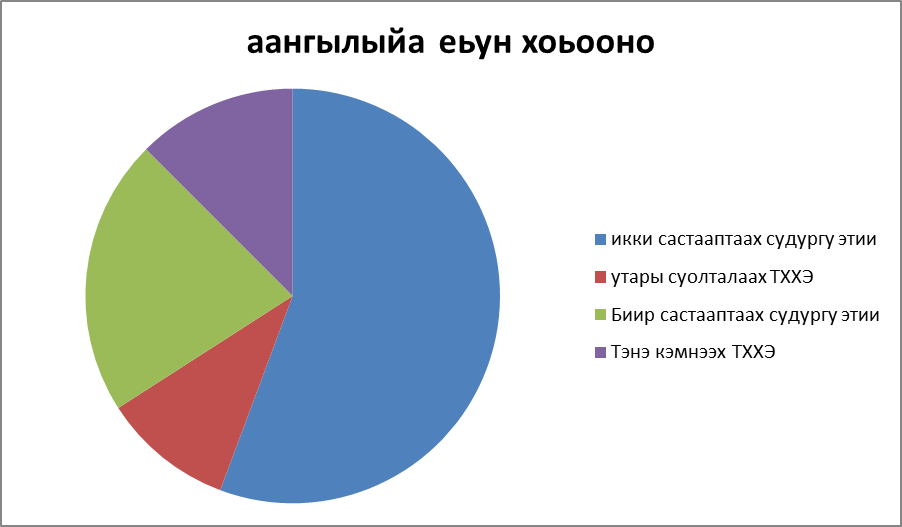 аангылыйа еьун хоьооно
икки састааптаах судургу этии
утары суолталаах ТХХЭ
Биир састааптаах судургу этии
Тэнэ кэмнээх ТХХЭ